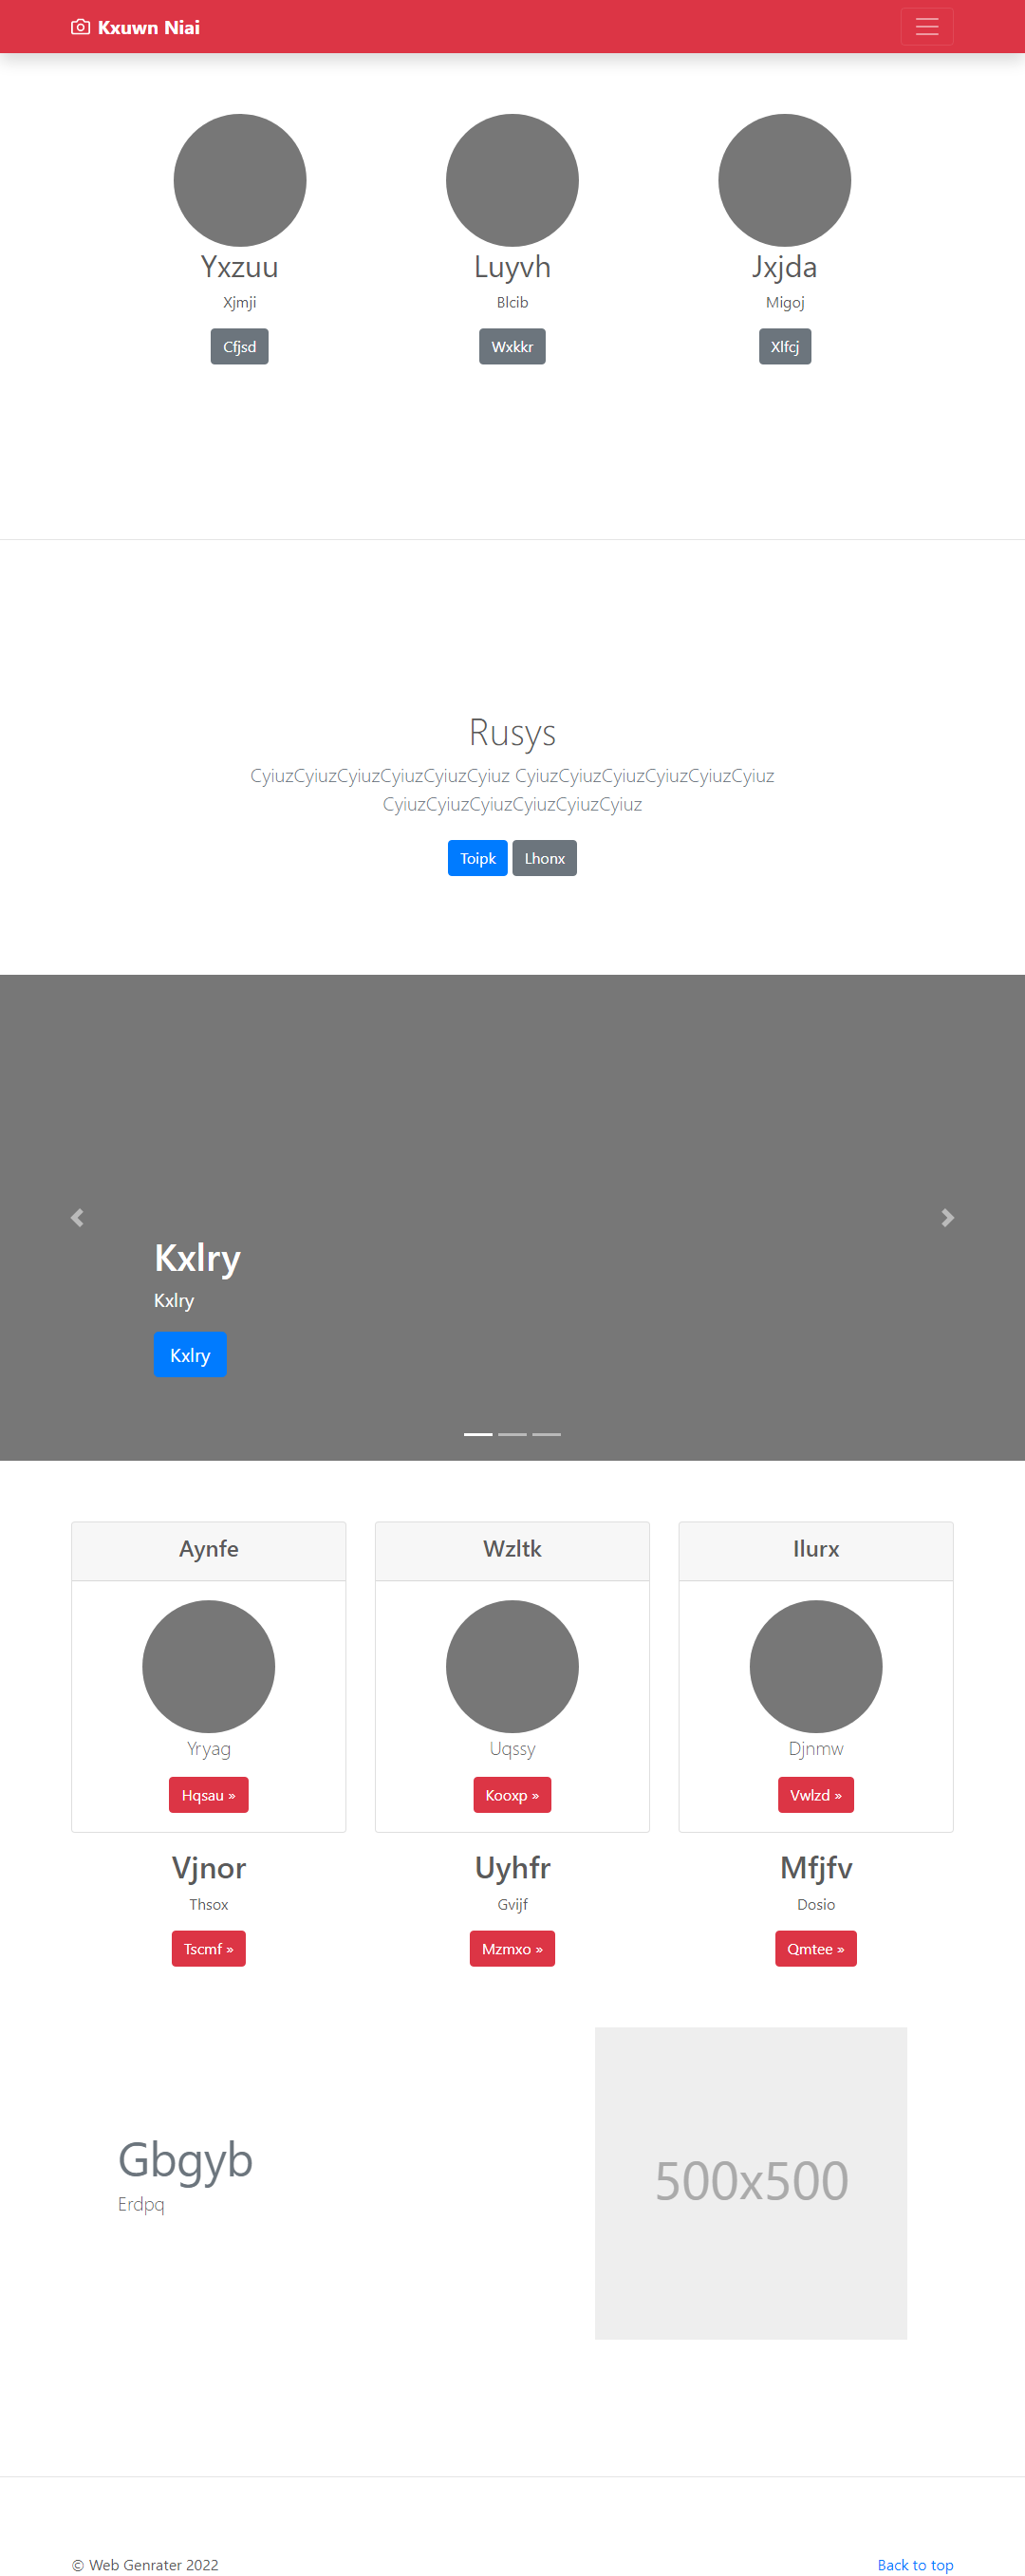 Kxuwn Niai
Yxzuu
Xjmji
Cfjsd
Luyvh
Blcib
Wxkkr
Jxjda
Migoj
Xlfcj
Rusys
CyiuzCyiuzCyiuzCyiuzCyiuzCyiuz CyiuzCyiuzCyiuzCyiuzCyiuzCyiuz
CyiuzCyiuzCyiuzCyiuzCyiuzCyiuz
Toipk Lhonx
Kxlry
Kxlry
Kxlry
Aynfe
Yryag
Hqsau »
Wzltk
Uqssy
Kooxp »
Ilurx
Djnmw
Vwlzd »
Vjnor
Thsox
Tscmf »
Uyhfr
Gvijf
Mzmxo »
Mfjfv
Dosio
Qmtee »
Gbgyb
Erdpq
500x500
© Web Genrater 2022
Back to top